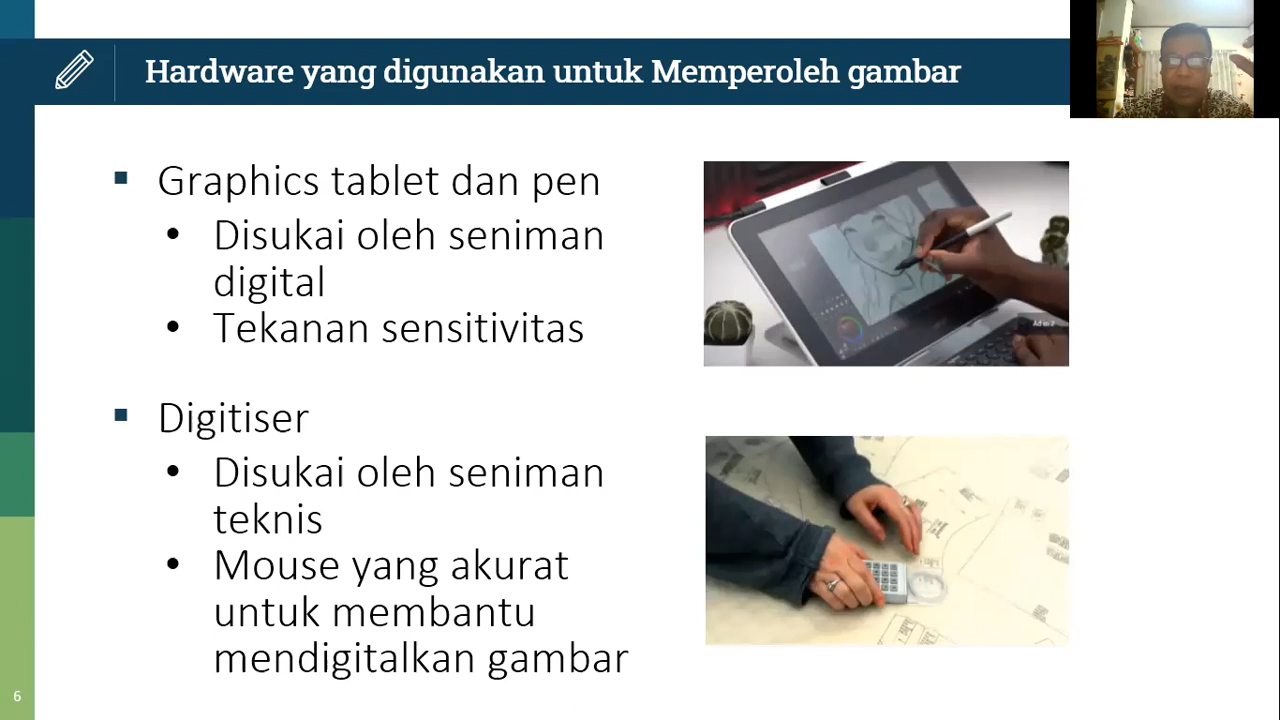 Hardware yang digunakan untuk Memperoleh gambar
Graphics tablet dan pen
Disukai oleh seniman
digital
Tekanan sensitivitas
Digitiser
Disukai oleh seniman
teknis
Mouse yang akurat
untuk membantu
mendigitalkan gambar
6